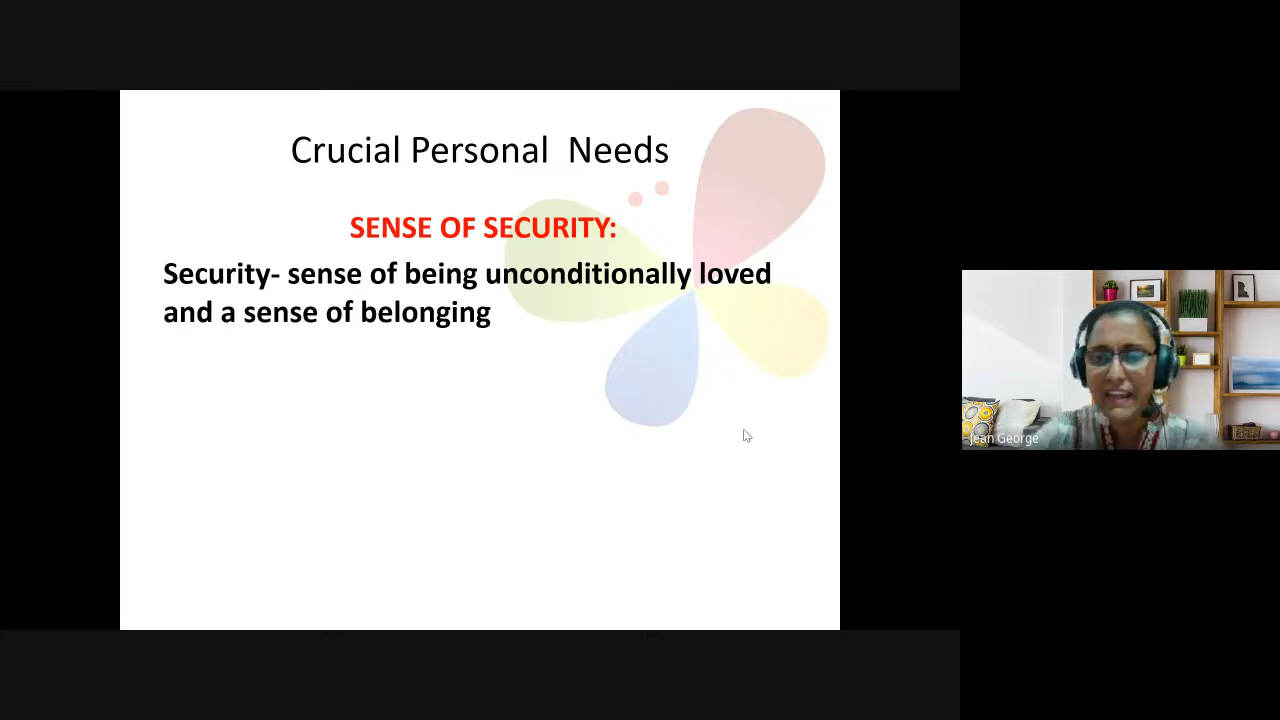 Crucial Personal  Needs
SENSE OF SECURITY:
Security- sense of being unconditionally loved
and a sense of belonging
Jean George